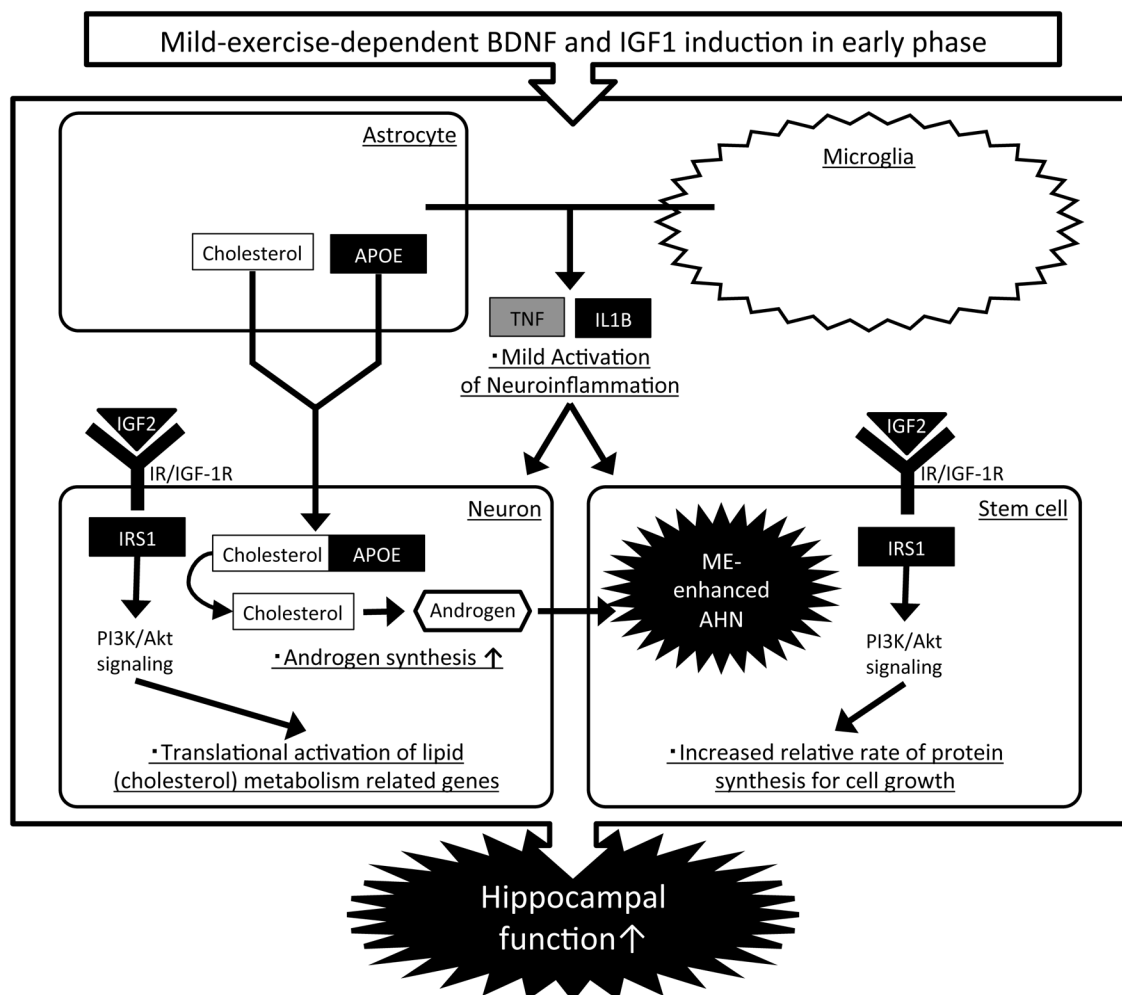 Mild-exercise-dependent BDNF and IGF1 induction in early phase
Astrocyte
Microglia
Cholesterol
APOE
TNF
IL1B
・Mild Activation
of Neuroinflammation
IGF2
IR/IGF-1R
IGF2
IR/IGF-1R
Neuron
IRS1
Cholesterol
APOE
Cholesterol
Androgen
・Androgen synthesis ↑
PI3K/Akt
signaling
・Translational activation of lipid
(cholesterol) metabolism related genes
Stem cell
ME-
enhanced
AHN
IRS1
PI3K/Akt
signaling
・Increased relative rate of protein
synthesis for cell growth
Hippocampal
function↑